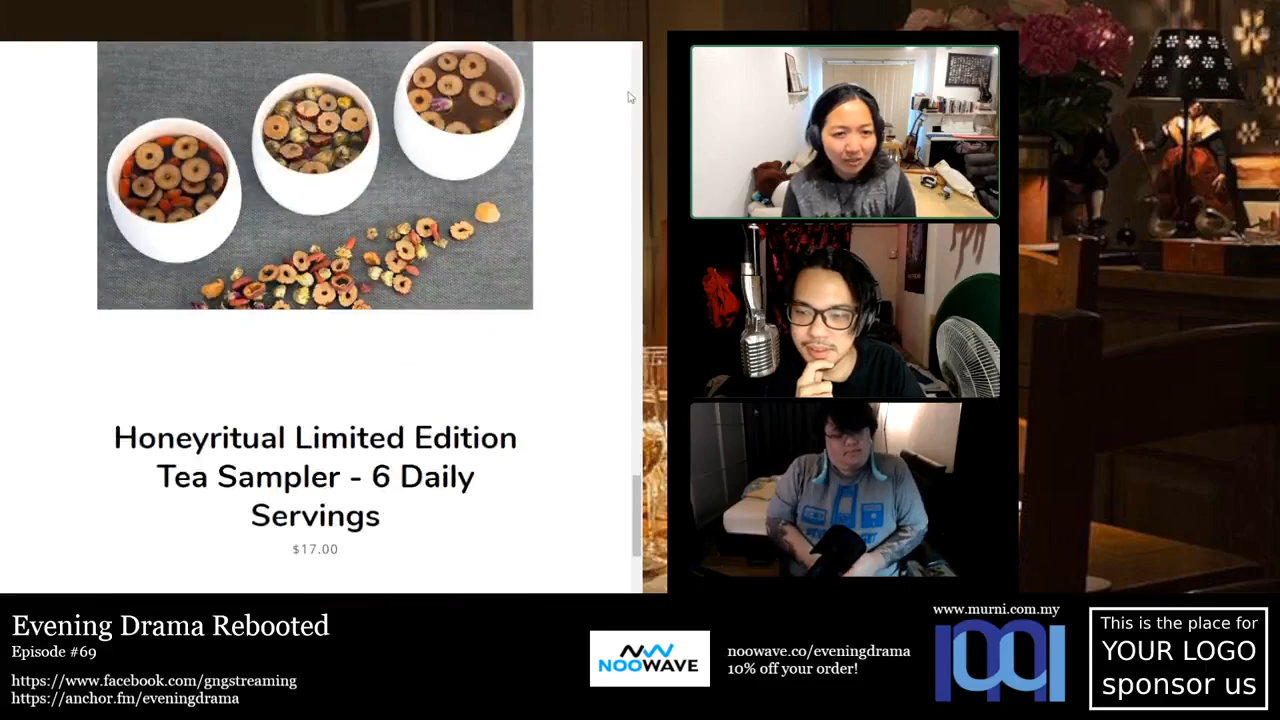 Honeyritual Limited Edition
Tea Sampler - 6 Daily
Servings
$17.00
Evening Drama Rebooted
Episode #69
https://www.facebook.com/gngstreaming
https://anchor.fm/eveningdrama
NOOWAVE
noowave.co/eveningdrama
10% off your order!
www.murni.com.my
This is the place for
YOUR LOGO
sponsor us